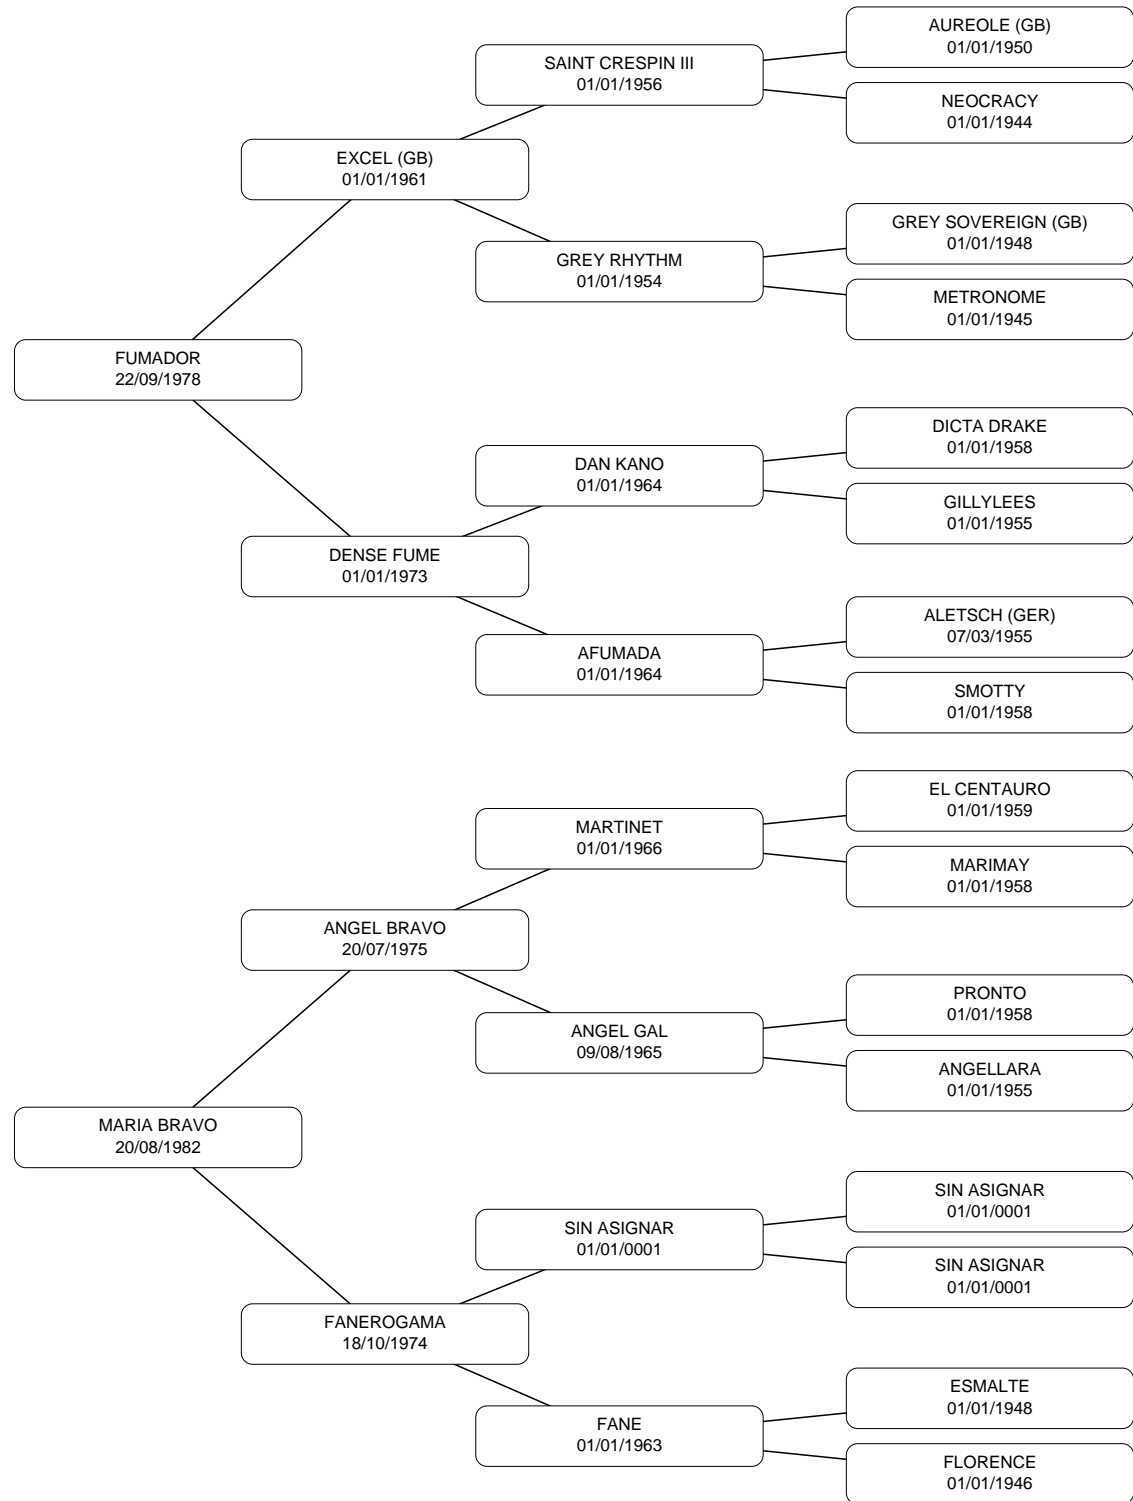 AUREOLE (GB)
01/01/1950
SAINT CRESPIN III
01/01/1956
NEOCRACY
01/01/1944
EXCEL (GB)
01/01/1961
GREY SOVEREIGN (GB)
01/01/1948
GREY RHYTHM
01/01/1954
METRONOME
01/01/1945
FUMADOR
22/09/1978
DICTA DRAKE
01/01/1958
DAN KANO
01/01/1964
GILLYLEES
01/01/1955
DENSE FUME
01/01/1973
ALETSCH (GER)
07/03/1955
AFUMADA
01/01/1964
SMOTTY
01/01/1958
EL CENTAURO
01/01/1959
MARTINET
01/01/1966
MARIMAY
01/01/1958
ANGEL BRAVO
20/07/1975
PRONTO
01/01/1958
ANGEL GAL
09/08/1965
ANGELLARA
01/01/1955
MARIA BRAVO
20/08/1982
SIN ASIGNAR
01/01/0001
SIN ASIGNAR
01/01/0001
SIN ASIGNAR
01/01/0001
FANEROGAMA
18/10/1974
ESMALTE
01/01/1948
FANE
01/01/1963
FLORENCE
01/01/1946